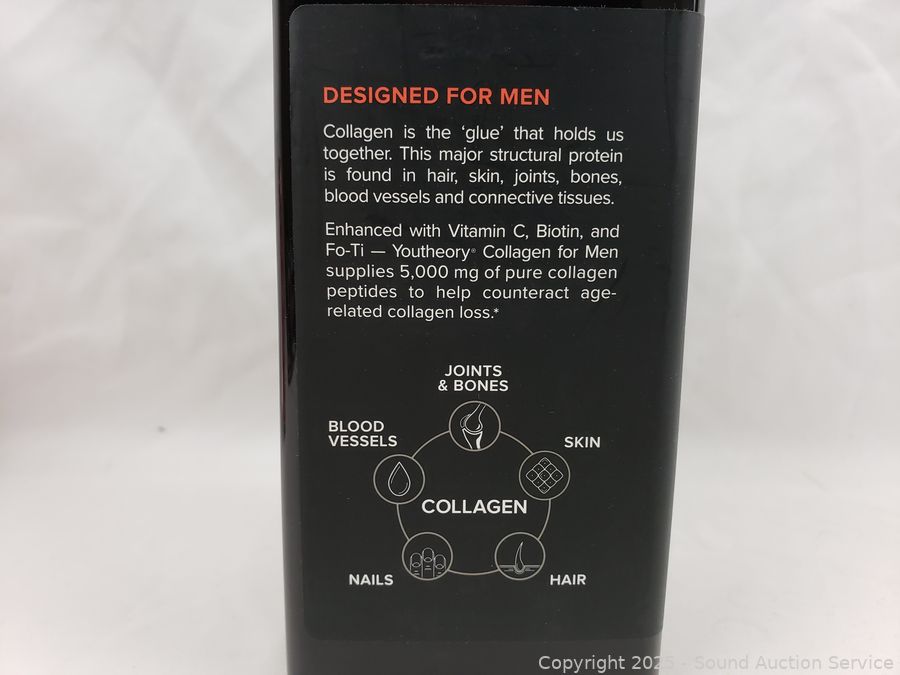 DESIGNED FOR MEN
Collagen is the ‘glue’ that holds us
together. This major structural protein
is found in hair, skin, joints, bones,
blood vessels and connective tissues.
Enhanced with Vitamin C, Biotin, and
Fo-Ti — Youtheory® Collagen for Men
supplies 5,000 mg of pure collagen
peptides to help counteract age-
related collagen loss.*
JOINTS
& BONES
BLOOD
VESSELS
SKIN
COLLAGEN
NAILS
HAIR
Copyright 2025 - Sound Auction Service